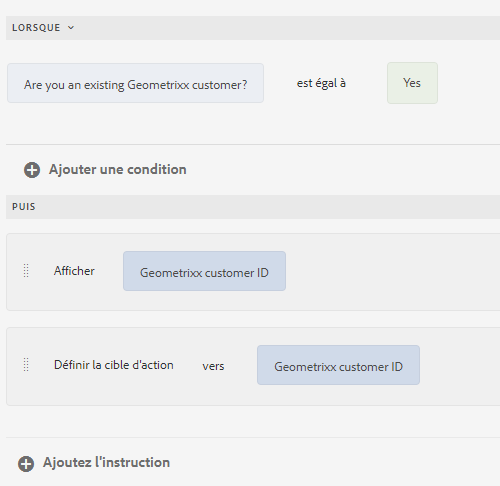 LORSQUE
Are you an existing Geometrixx customer? est égal à Yes
Ajouter une condition
PUIS
Afficher Geometrixx customer ID
Définir la cible d'action vers Geometrixx customer ID
Ajoutez l'instruction